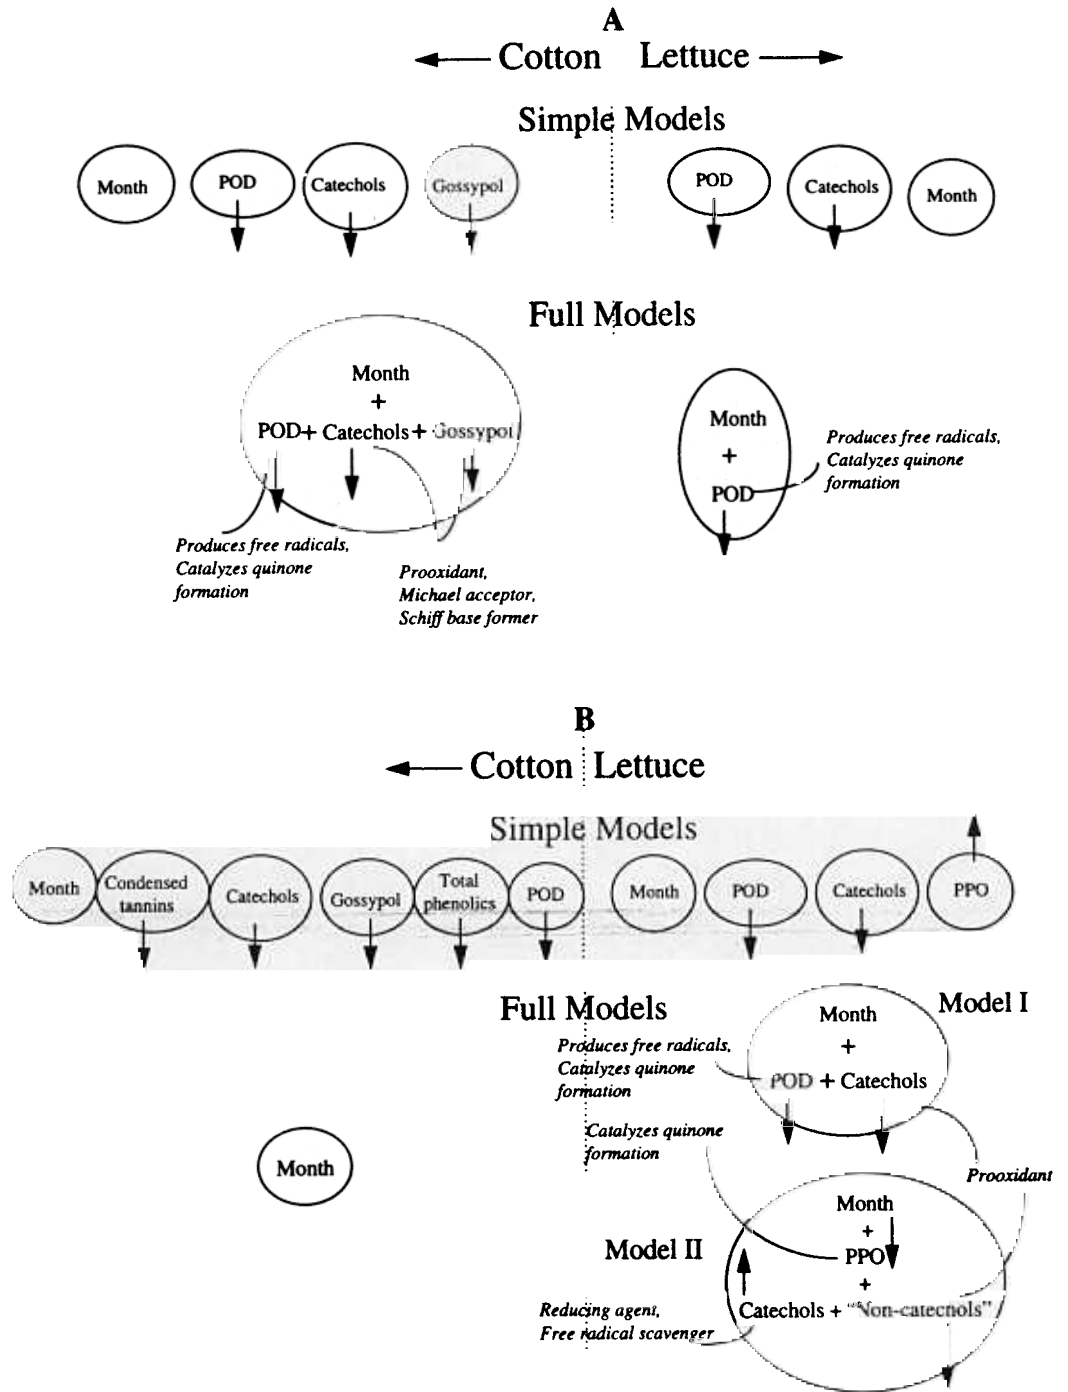 A
Cotton Lettuce
Simple Models
Month POD Catechols Gossypol POD Catechols Month
Full Models
Month
+
POD+ Catechols+ Gossypol
Produces free radicals,
Catalyzes quinone
formation
Prooxidant,
Michael acceptor,
Schiff base former
Month
+
POD
Produces free radicals,
Catalyzes quinone
formation
B
Cotton Lettuce
Simple Models
Month Condensed
tannins
Catechols Gossypol Total
phenolics
POD Month POD Catechols PPO
Full Models
Month
Model I
Month
+
POD + Catechols
Produces free radicals,
Catalyzes quinone
formation
Catalyzes quinone
formation
Prooxidant
Model II
Month
+
PPO
+
Catechols + "Non-catecnols"
Reducing agent,
Free radical scavenger